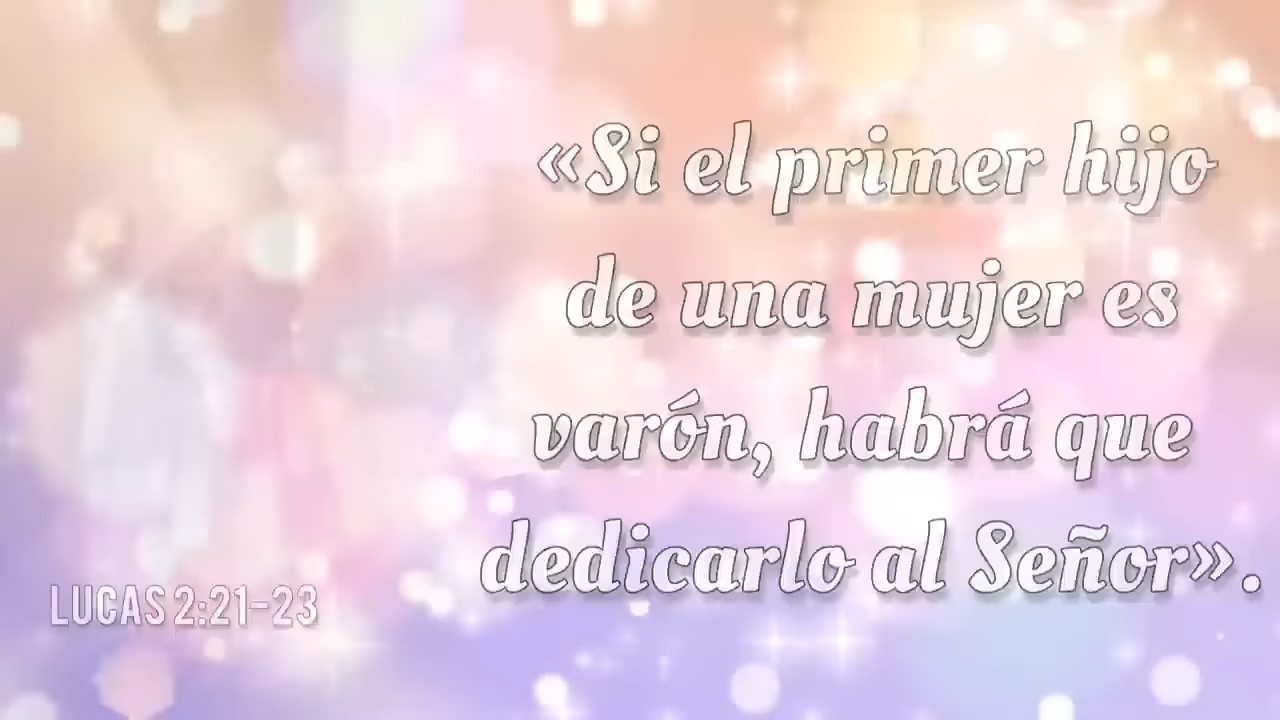 «Si el primer hijo
de una mujer es
varón, habrá que
dedicarlo al Señor».
LUCAS 2:21-23